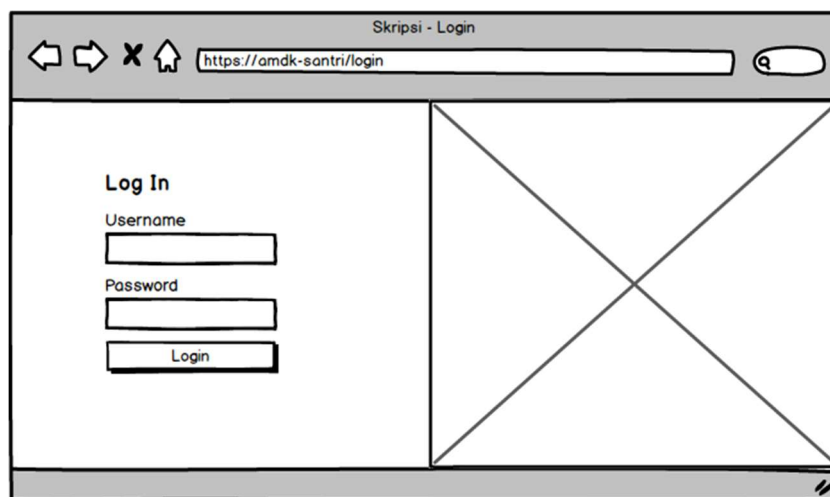 Skripsi - Login
https://amdk-santri/login
Log In
Username
Password
Login